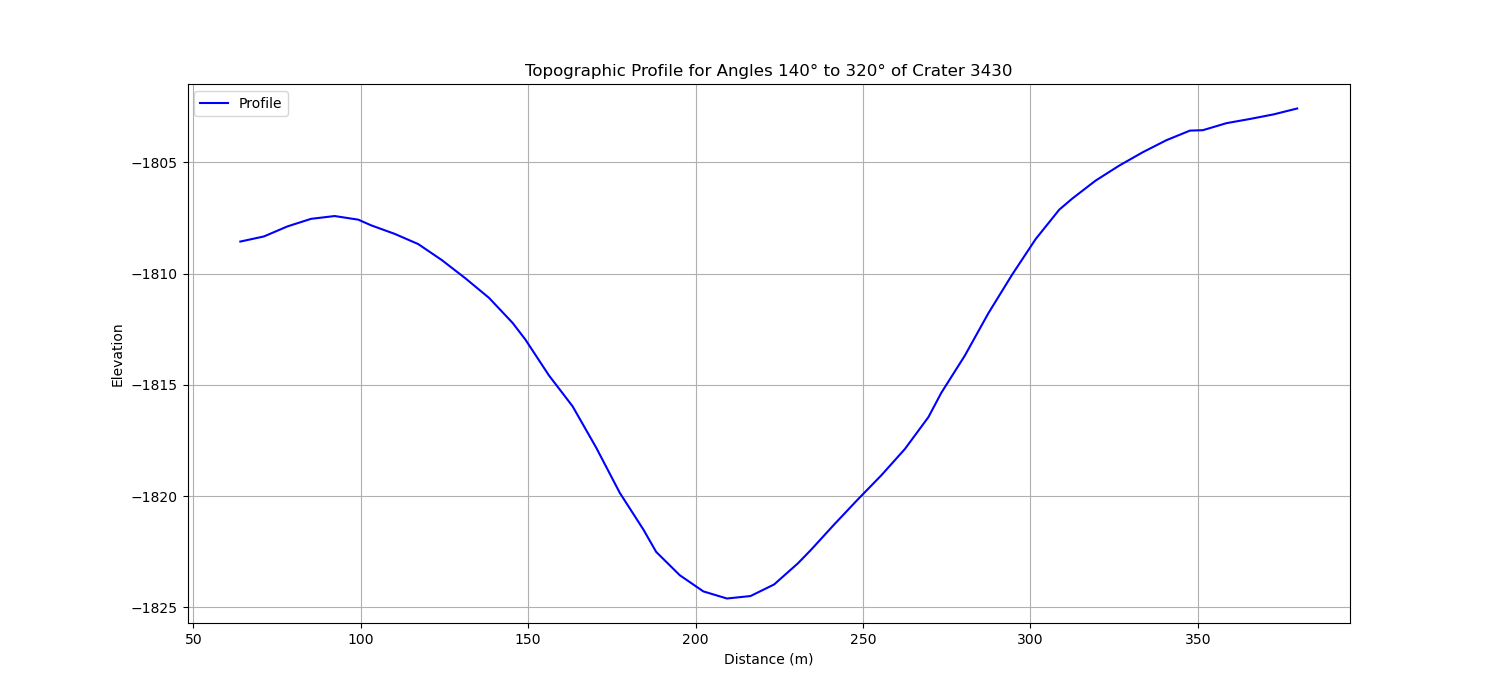 Topographic Profile for Angles 140° to 320° of Crater 3430
Profile
−1805
−1810
−1815
−1820
−1825
Elevation
50 100 150 200 250 300 350
Distance (m)